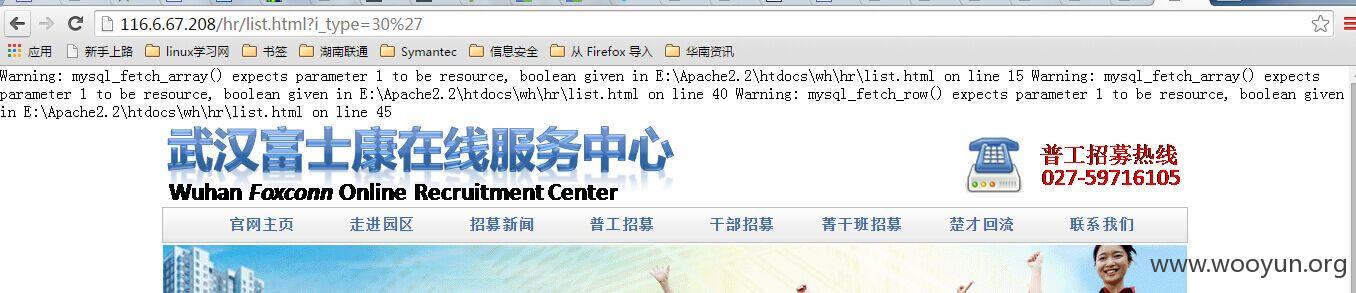 116.6.67.208/hr/list.html?i_type=30%27
应用 新手上路 linux学习网 书签 湖南联通 Symantec 信息安全 从 Firefox 导入 华南资讯
Warning: mysql_fetch_array() expects parameter 1 to be resource, boolean given in E:\Apache2.2\htdocs\wh\hr\list.html on line 15 Warning: mysql_fetch_array() expects
parameter 1 to be resource, boolean given in E:\Apache2.2\htdocs\wh\hr\list.html on line 40 Warning: mysql_fetch_row() expects parameter 1 to be resource, boolean given
in E:\Apache2.2\htdocs\wh\hr\list.html on line 45
武汉富士康在线服务中心
Wuhan Foxconn Online Recruitment Center
普工招募热线
027-59716105
官网主页 走进园区 招募新闻 普工招募 干部招募 菁干班招募 楚才回流 联系我们
www.wooyun.org